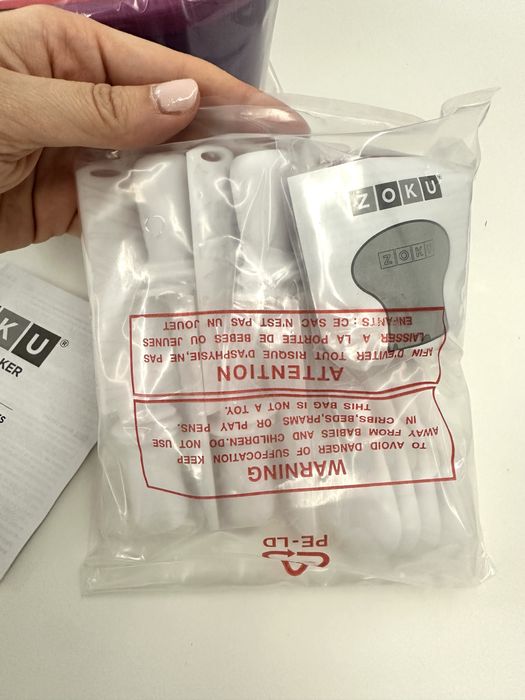 ZOKU®
ZOKU
PE-LD
WARNING
TO AVOID DANGER OF SUFFOCATION KEEP
AWAY FROM BABIES AND CHILDREN.DO NOT USE
IN CRIBS,BEDS,PRAMS OR PLAY PENS.
THIS BAG IS NOT A TOY.
ATTENTION
AFIN D'EVITER TOUT RISQUE D'ASPHYSIE,NE PAS
LAISSER A LA PORTEE DE BEBES OU JEUNES
ENFANTS : CE SAC N'EST PAS UN JOUET
KU®
KER